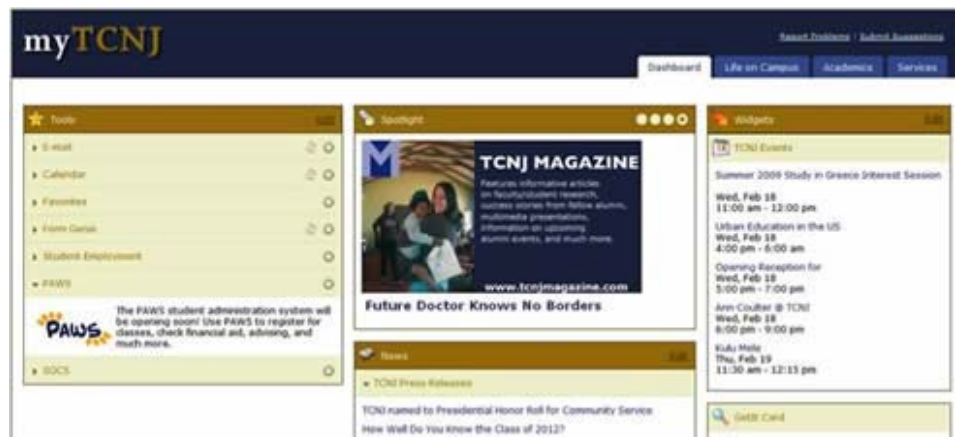 myTCNJ
Report Problems | Submit Suggestions
Dashboard
Life on Campus
Academics
Services
Tools
Edit
E-mail
Calendar
Favorites
Form Genie
Student Employment
PAWS
PAWS
The PAWS student administration system will
be opening soon! Use PAWS to register for
classes, check financial aid, advising, and
much more.
SOCS
Spotlight
TCNJ MAGAZINE
Features informative articles
on faculty/student research,
success stories from fellow alumni,
multimedia presentations,
information on upcoming
alumni events, and much more.
www.tcnjmagazine.com
Future Doctor Knows No Borders
News
Edit
TCNJ Press Releases
TCNJ named to Presidential Honor Roll for Community Service
How Well Do You Know the Class of 2012?
Widgets
Edit
TCNJ Events
Summer 2009 Study in Greece Interest Session
Wed, Feb 18
11:00 am - 12:00 pm
Urban Education in the US
Wed, Feb 18
4:00 pm - 6:00 am
Opening Reception for
Wed, Feb 18
5:00 pm - 7:00 pm
Ann Coulter @ TCNJ
Wed, Feb 18
6:00 pm - 9:00 pm
Kulu Mele
Thu, Feb 19
11:30 am - 12:15 pm
GetIt Card